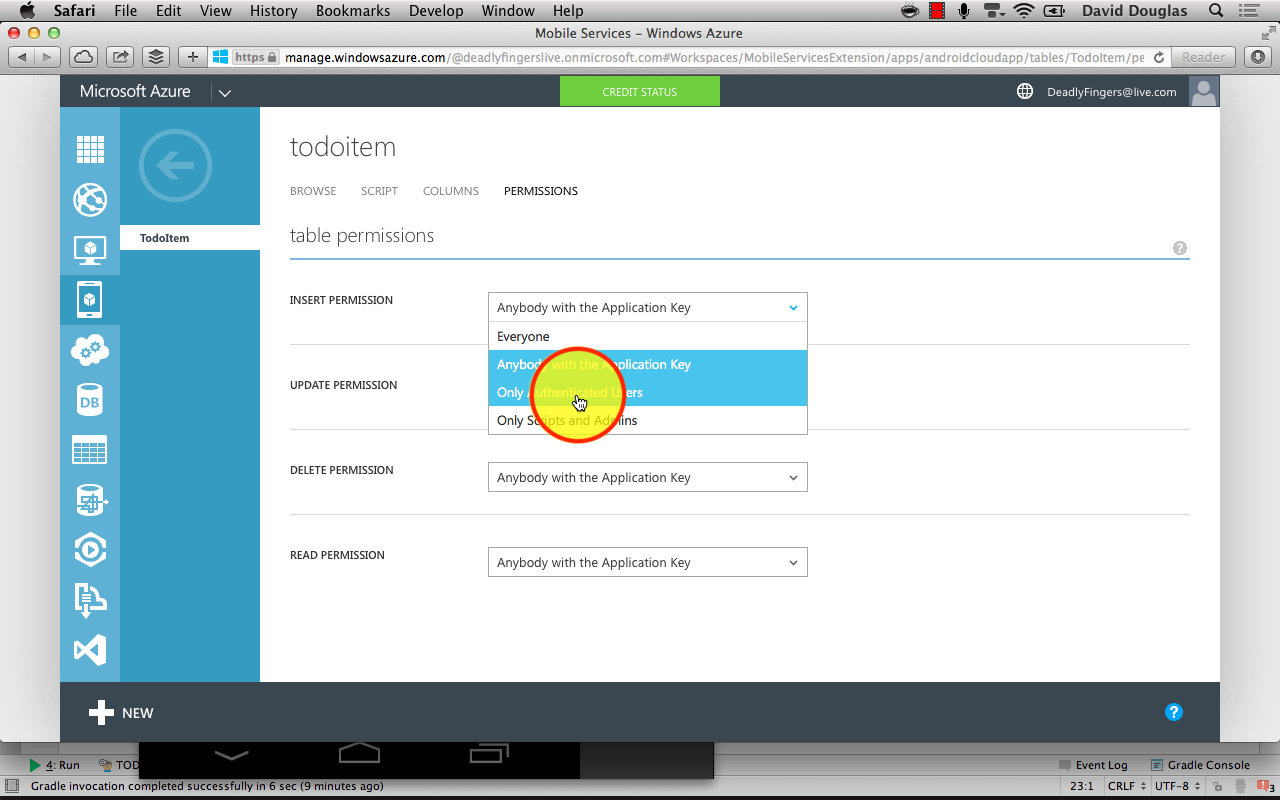 Safari File Edit View History Bookmarks Develop Window Help David Douglas
Mobile Services – Windows Azure
https manage.windowsazure.com/@deadlyfingerslive.onmicrosoft.com#Workspaces/MobileServicesExtension/apps/androidcloudapp/tables/TodoItem/pe Reader
Microsoft Azure CREDIT STATUS DeadlyFingers@live.com
todoitem
BROWSE SCRIPT COLUMNS PERMISSIONS
TodoItem
table permissions
?
INSERT PERMISSION Anybody with the Application Key
Everyone
Anybody with the Application Key
UPDATE PERMISSION
Only Authenticated Users
Only Scripts and Admins
DB
DELETE PERMISSION Anybody with the Application Key
READ PERMISSION Anybody with the Application Key
NEW ?
4: Run TOD Event Log Gradle Console
Gradle invocation completed successfully in 6 sec (9 minutes ago) 23:1 CRLF UTF-8 3